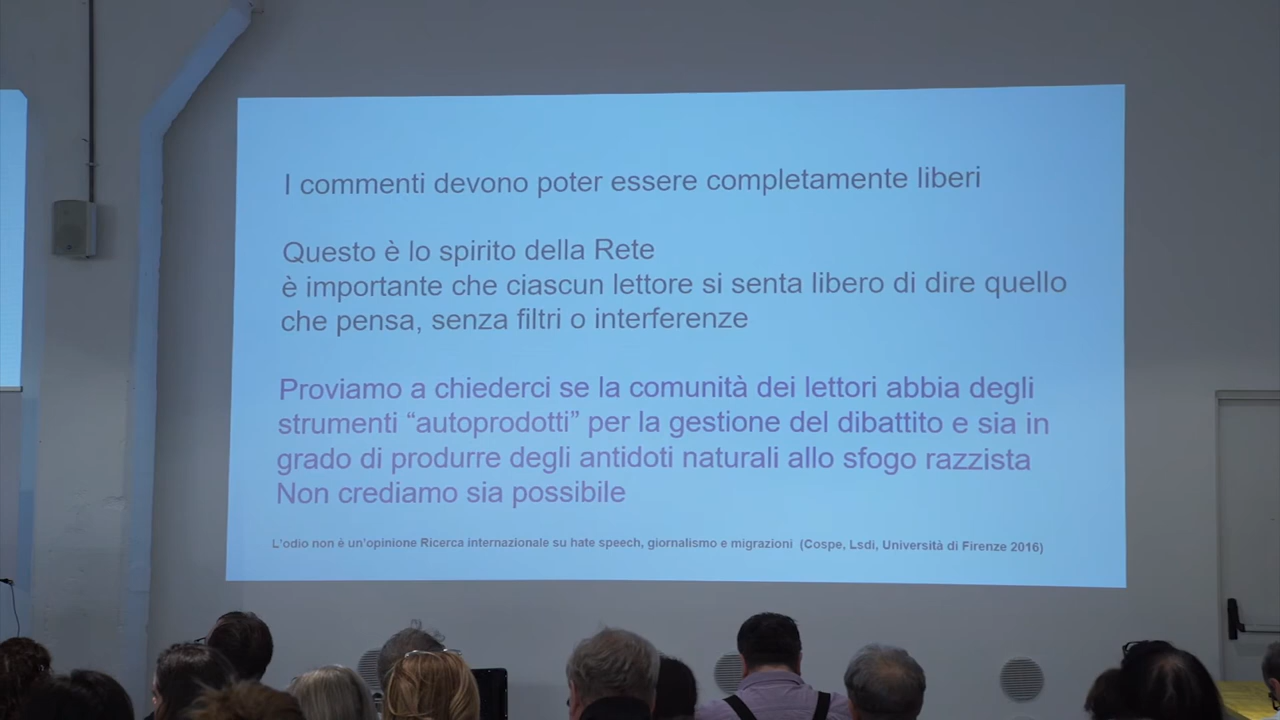 I commenti devono poter essere completamente liberi
Questo è lo spirito della Rete
è importante che ciascun lettore si senta libero di dire quello
che pensa, senza filtri o interferenze
Proviamo a chiederci se la comunità dei lettori abbia degli
strumenti “autoprodotti” per la gestione del dibattito e sia in
grado di produrre degli antidoti naturali allo sfogo razzista
Non crediamo sia possibile
L'odio non è un'opinione Ricerca internazionale su hate speech, giornalismo e migrazioni (Cospe, Lsdi, Università di Firenze 2016)